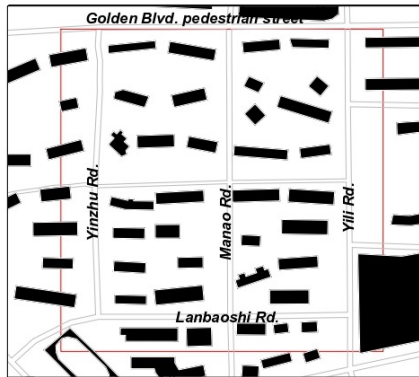 Golden Blvd. pedestrian street
Yinzhu Rd.
Manao Rd.
Yili Rd.
Lanbaoshi Rd.